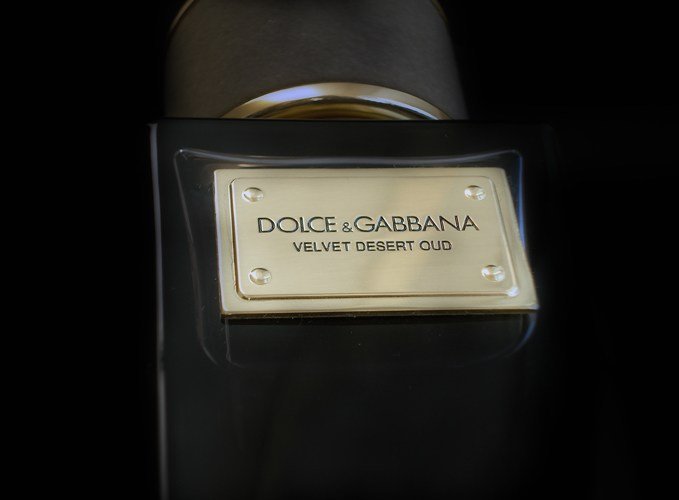 DOLCE & GABBANA
VELVET DESERT OUD